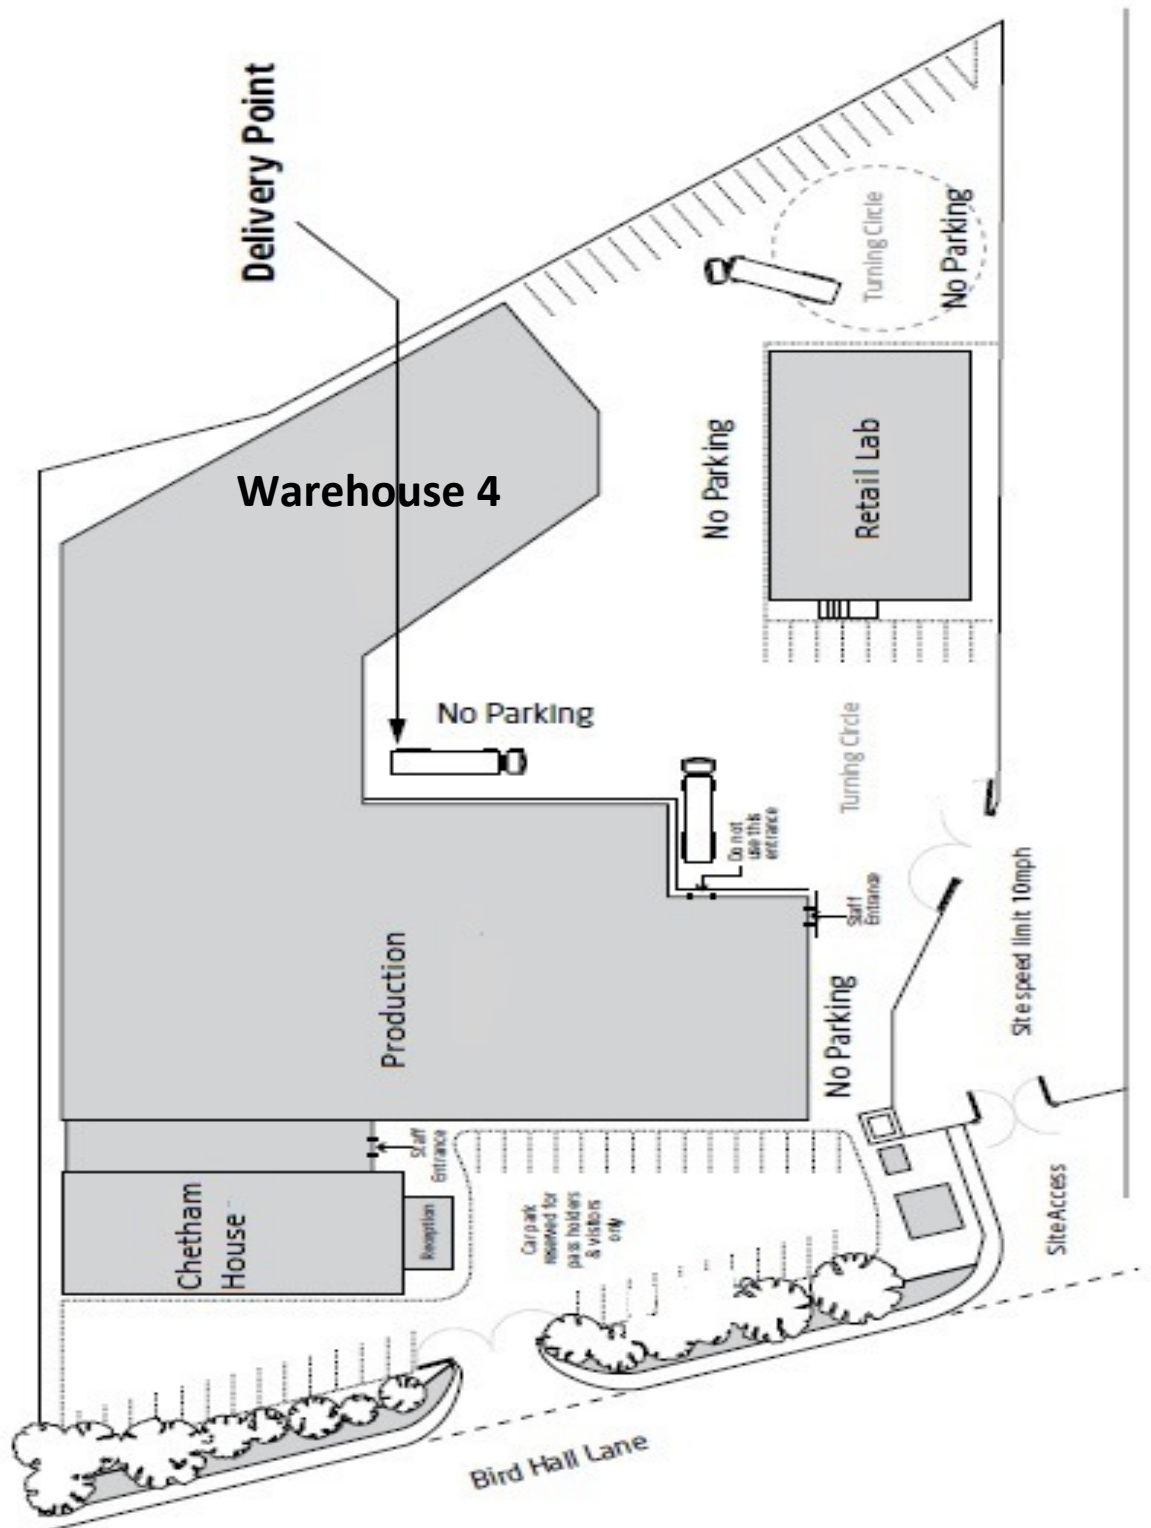 Delivery Point
Turning Circle
No Parking
Warehouse 4
No Parking
Retail Lab
No Parking
Turning Circle
Do not
use this
entrance
Staff
Entrance
Production
No Parking
Site speed limit 10mph
Staff
Entrance
Chetham
House
Reception
Car park
reserved for
pass holders
& visitors
only
Site Access
Bird Hall Lane